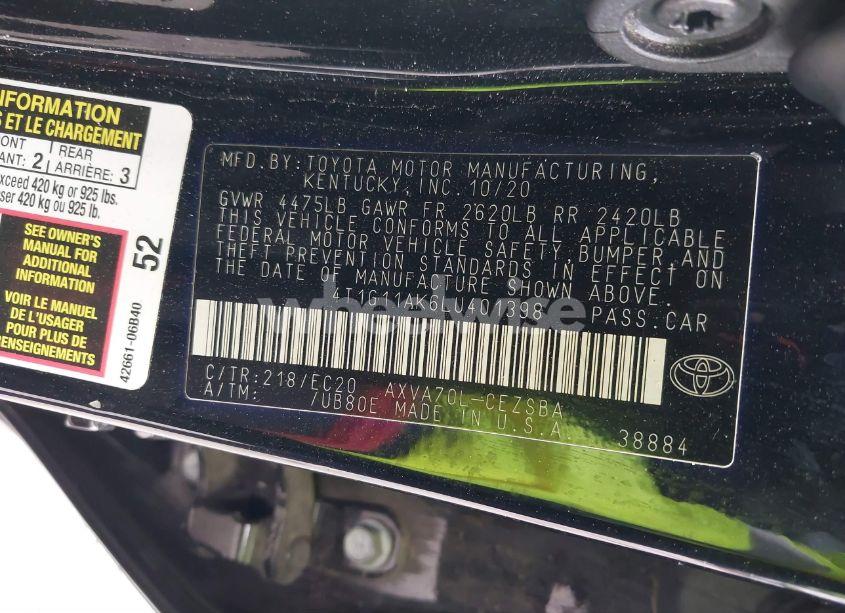 INFORMATION
S ET LE CHARGEMENT
ONT
ANT: 2
REAR
ARRIÈRE: 3
xceed 420 kg or 925 lbs.
ser 420 kg ou 925 lb.
SEE OWNER'S
MANUAL FOR
ADDITIONAL
INFORMATION
VOIR LE MANUEL
DE L'USAGER
POUR PLUS DE
RENSEIGNEMENTS
52
42661-06B40
MFD.BY:TOYOTA MOTOR MANUFACTURING,
KENTUCKY,INC.10/20
GVWR 4475LB GAWR FR 2620LB RR 2420LB
THIS VEHICLE CONFORMS TO ALL APPLICABLE
FEDERAL MOTOR VEHICLE SAFETY,BUMPER,AND
THEFT PREVENTION STANDARDS IN EFFECT ON
THE DATE OF MANUFACTURE SHOWN ABOVE.
PASS.CAR
wheelwise
C/TR:218/EC20 AXVA70L-CEZSBA
A/TM: /UB80E MADE IN U.S.A.
38884